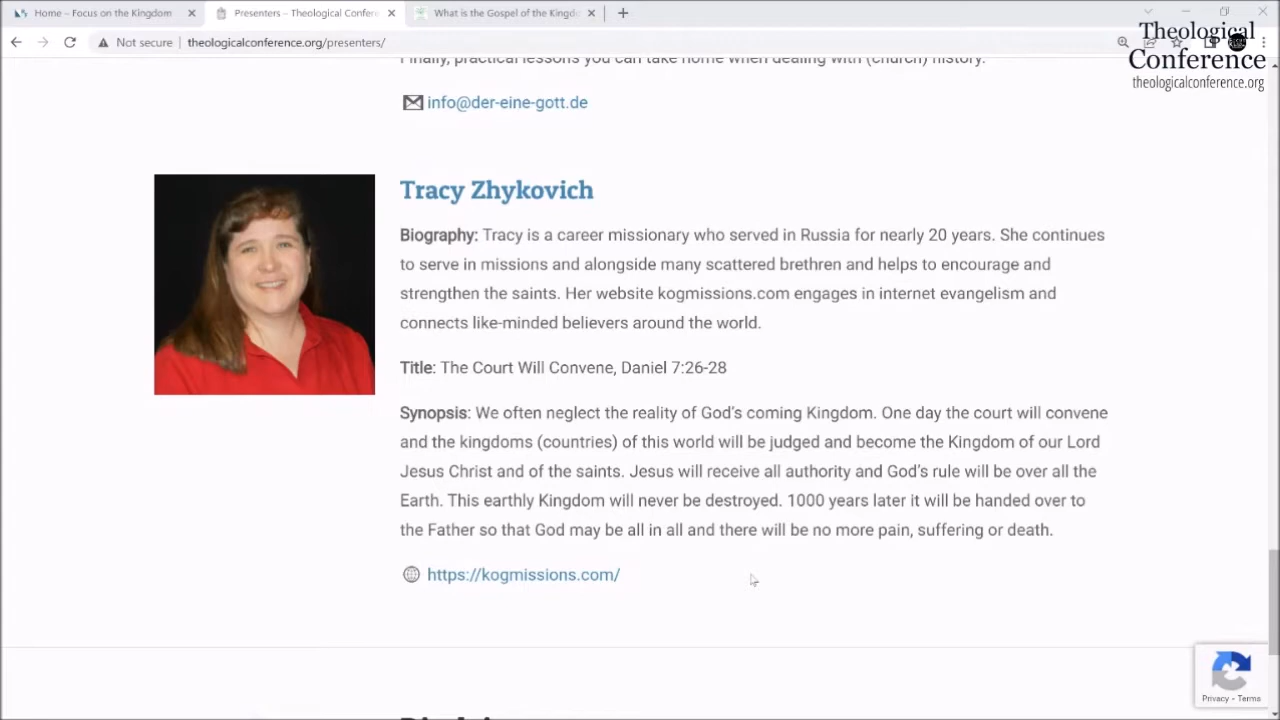 Home – Focus on the Kingdom
Presenters – Theological Confere
What is the Gospel of the Kingdo
Not secure
theologicalconference.org/presenters/
Theological
Conference
theologicalconference.org
Finally, practical lessons you can take home when dealing with (church) history.
info@der-eine-gott.de
Tracy Zhykovich
Biography: Tracy is a career missionary who served in Russia for nearly 20 years. She continues
to serve in missions and alongside many scattered brethren and helps to encourage and
strengthen the saints. Her website kogmissions.com engages in internet evangelism and
connects like-minded believers around the world.
Title: The Court Will Convene, Daniel 7:26-28
Synopsis: We often neglect the reality of God's coming Kingdom. One day the court will convene
and the kingdoms (countries) of this world will be judged and become the Kingdom of our Lord
Jesus Christ and of the saints. Jesus will receive all authority and God's rule will be over all the
Earth. This earthly Kingdom will never be destroyed. 1000 years later it will be handed over to
the Father so that God may be all in all and there will be no more pain, suffering or death.
https://kogmissions.com/
Privacy - Terms